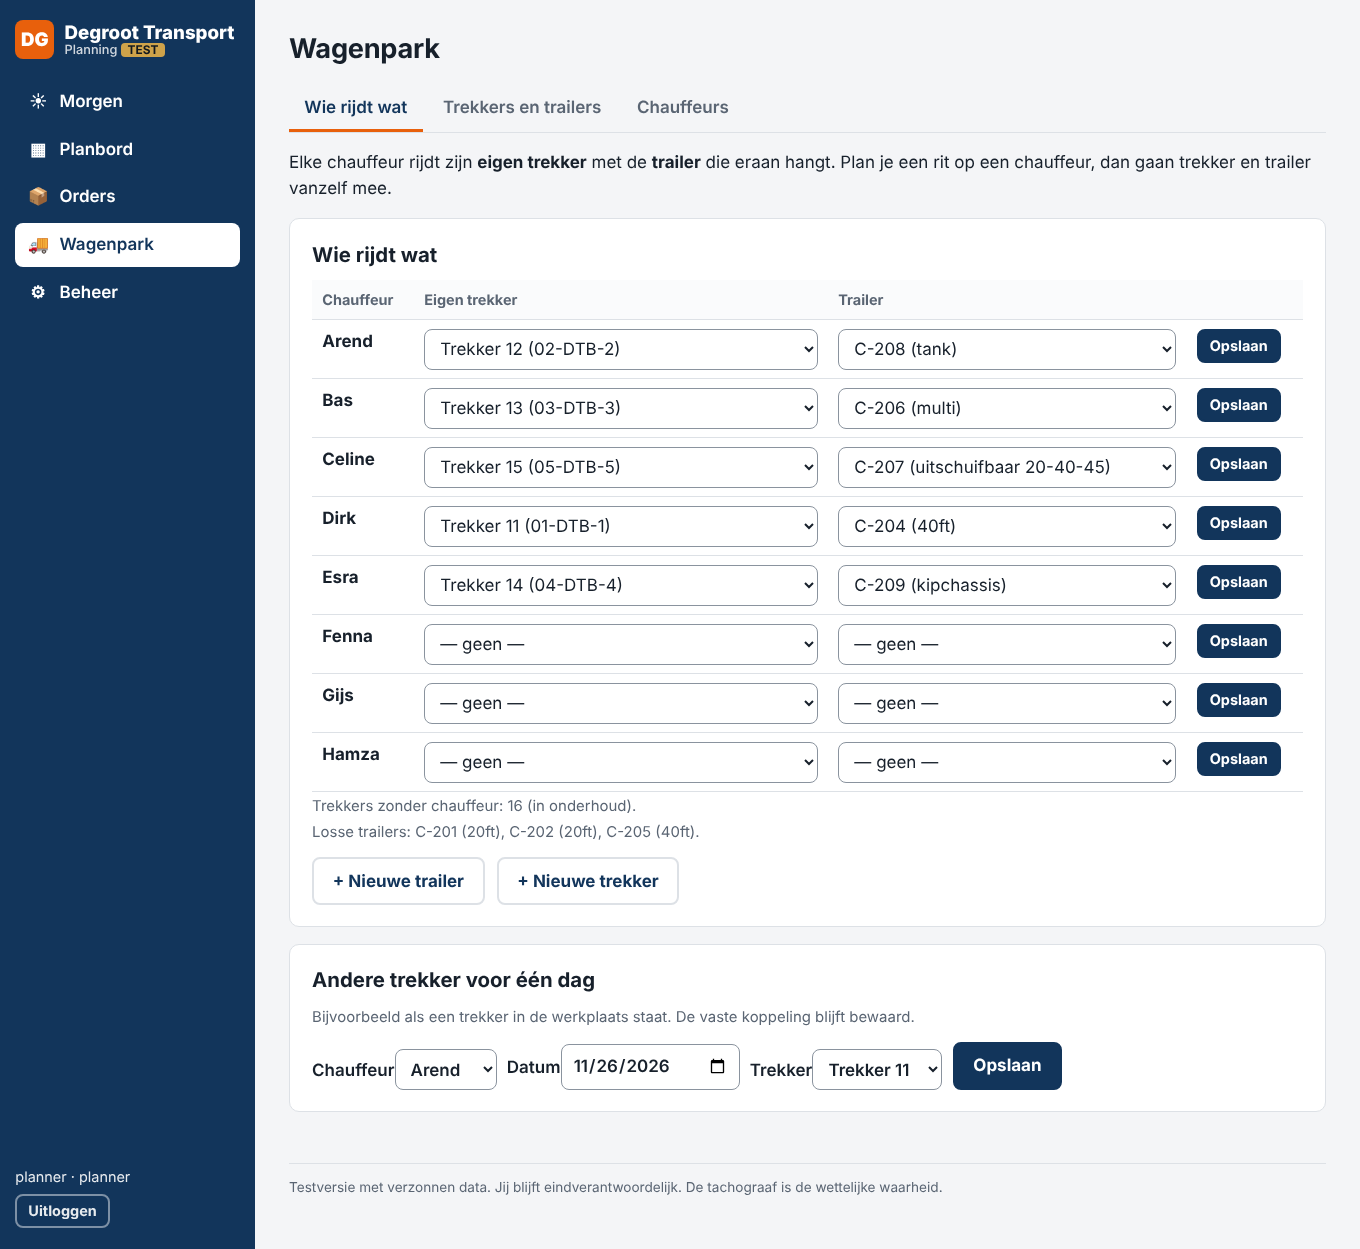 DG
Degroot Transport
Planning TEST
Morgen
Planbord
Orders
Wagenpark
Beheer
planner · planner
Uitloggen
Wagenpark
Wie rijdt wat Trekkers en trailers Chauffeurs
Elke chauffeur rijdt zijn eigen trekker met de trailer die eraan hangt. Plan je een rit op een chauffeur, dan gaan trekker en trailer
vanzelf mee.
Wie rijdt wat
Chauffeur Eigen trekker Trailer
Arend Trekker 12 (02-DTB-2) C-208 (tank) Opslaan
Bas Trekker 13 (03-DTB-3) C-206 (multi) Opslaan
Celine Trekker 15 (05-DTB-5) C-207 (uitschuifbaar 20-40-45) Opslaan
Dirk Trekker 11 (01-DTB-1) C-204 (40ft) Opslaan
Esra Trekker 14 (04-DTB-4) C-209 (kipchassis) Opslaan
Fenna — geen — — geen — Opslaan
Gijs — geen — — geen — Opslaan
Hamza — geen — — geen — Opslaan
Trekkers zonder chauffeur: 16 (in onderhoud).
Losse trailers: C-201 (20ft), C-202 (20ft), C-205 (40ft).
+ Nieuwe trailer + Nieuwe trekker
Andere trekker voor één dag
Bijvoorbeeld als een trekker in de werkplaats staat. De vaste koppeling blijft bewaard.
Chauffeur Arend Datum 11/26/2026 Trekker Trekker 11 Opslaan
Testversie met verzonnen data. Jij blijft eindverantwoordelijk. De tachograaf is de wettelijke waarheid.